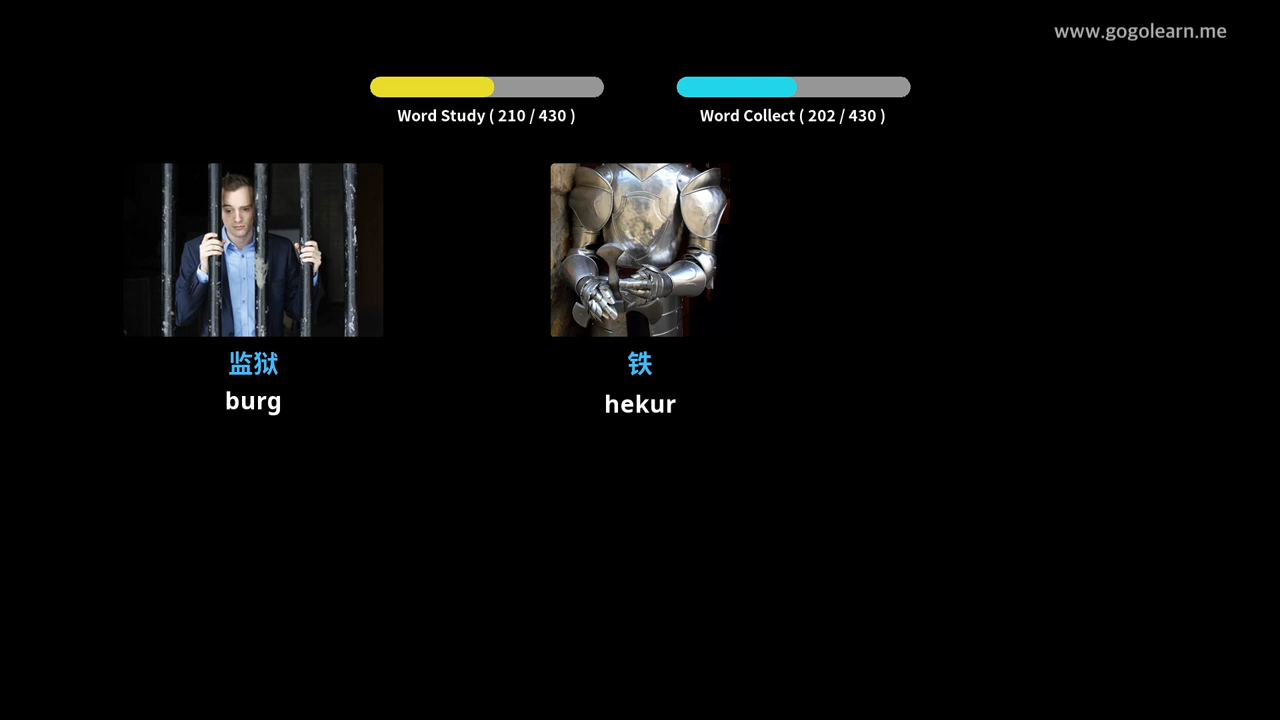 www.gogolearn.me
Word Study ( 210 / 430 )
Word Collect ( 202 / 430 )
监狱
burg
铁
hekur